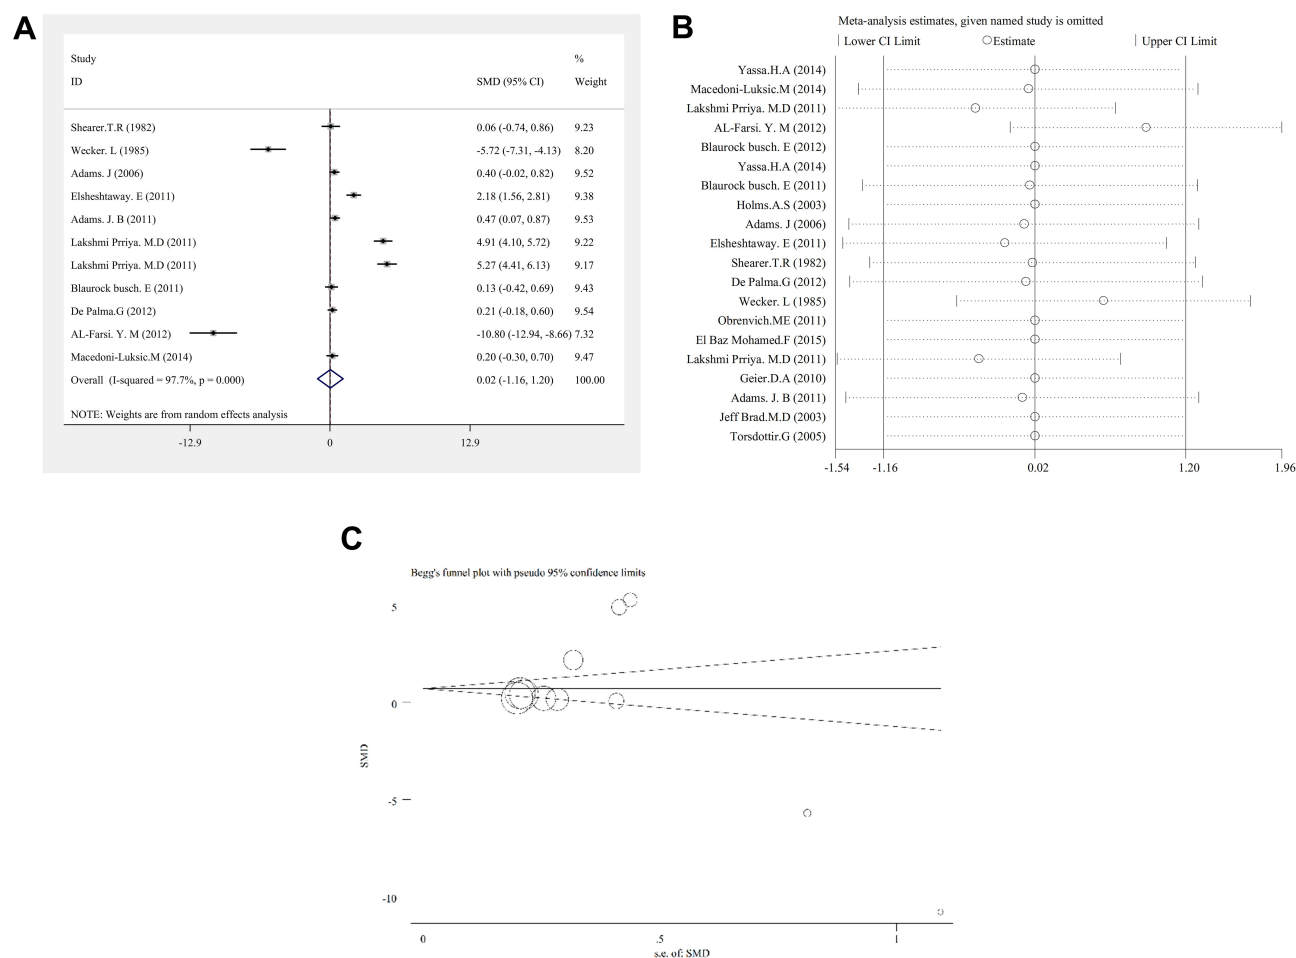 A
Study %
ID SMD (95% CI) Weight
Shearer.T.R (1982) 0.06 (-0.74, 0.86) 9.23
Wecker. L (1985) -5.72 (-7.31, -4.13) 8.20
Adams. J (2006) 0.40 (-0.02, 0.82) 9.52
Elsheshtaway. E (2011) 2.18 (1.56, 2.81) 9.38
Adams. J. B (2011) 0.47 (0.07, 0.87) 9.53
Lakshmi Prriya. M.D (2011) 4.91 (4.10, 5.72) 9.22
Lakshmi Prriya. M.D (2011) 5.27 (4.41, 6.13) 9.17
Blaurock busch. E (2011) 0.13 (-0.42, 0.69) 9.43
De Palma.G (2012) 0.21 (-0.18, 0.60) 9.54
AL-Farsi. Y. M (2012) -10.80 (-12.94, -8.66) 7.32
Macedoni-Luksic.M (2014) 0.20 (-0.30, 0.70) 9.47
Overall (I-squared = 97.7%, p = 0.000) 0.02 (-1.16, 1.20) 100.00
NOTE: Weights are from random effects analysis
-12.9 0 12.9
B
Meta-analysis estimates, given named study is omitted
Lower CI Limit Estimate Upper CI Limit
Yassa.H.A (2014)
Macedoni-Luksic.M (2014)
Lakshmi Prriya. M.D (2011)
AL-Farsi. Y. M (2012)
Blaurock busch. E (2012)
Yassa.H.A (2014)
Blaurock busch. E (2011)
Holms.A.S (2003)
Adams. J (2006)
Elsheshtaway. E (2011)
Shearer.T.R (1982)
De Palma.G (2012)
Wecker. L (1985)
Obrenvich.ME (2011)
El Baz Mohamed.F (2015)
Lakshmi Prriya. M.D (2011)
Geier.D.A (2010)
Adams. J. B (2011)
Jeff Brad.M.D (2003)
Torsdottir.G (2005)
-1.54 -1.16 0.02 1.20 1.96
C
Begg's funnel plot with pseudo 95% confidence limits
5
0
SMD
-5
-10
0 .5 1
s.e. of: SMD